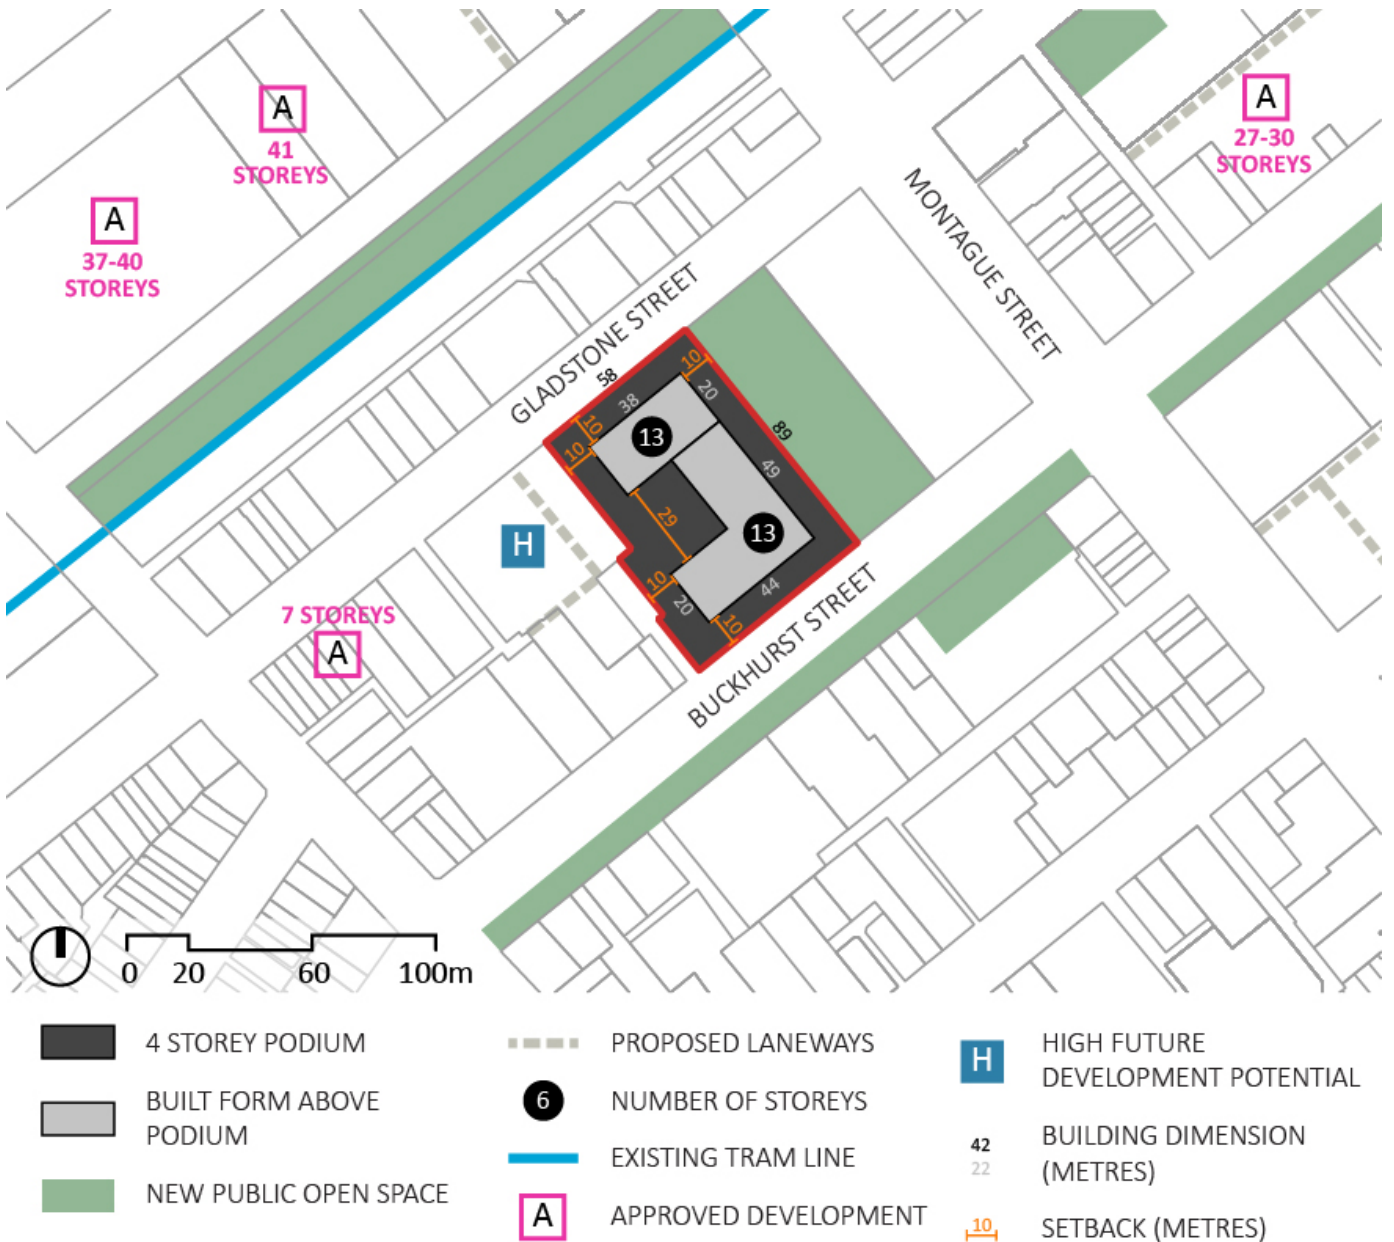 A
41
STOREYS
A
37-40
STOREYS
A
27-30
STOREYS
MONTAGUE STREET
GLADSTONE STREET
58
10
20
38
10
13
10
89
49
29
13
H
10
20
44
10
7 STOREYS
A
BUCKHURST STREET
0 20 60 100m
4 STOREY PODIUM
BUILT FORM ABOVE
PODIUM
NEW PUBLIC OPEN SPACE
PROPOSED LANEWAYS
6 NUMBER OF STOREYS
EXISTING TRAM LINE
A APPROVED DEVELOPMENT
H HIGH FUTURE
DEVELOPMENT POTENTIAL
42 BUILDING DIMENSION
22 (METRES)
10 SETBACK (METRES)